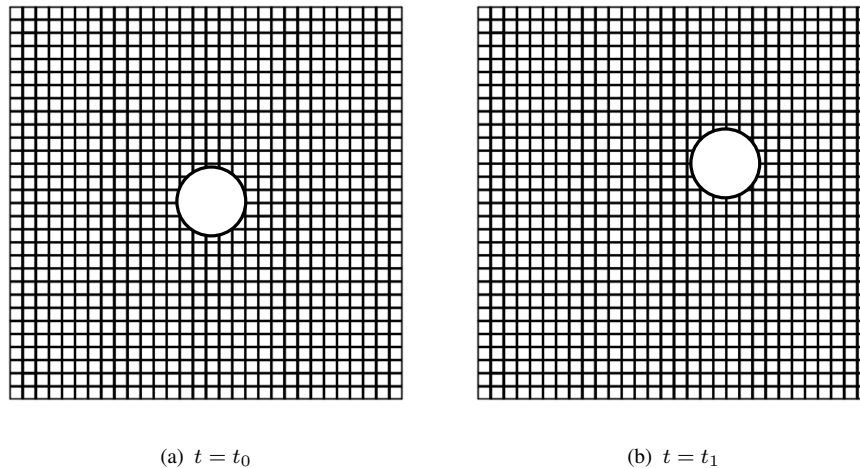 (a) t = t₀
(b) t = t₁